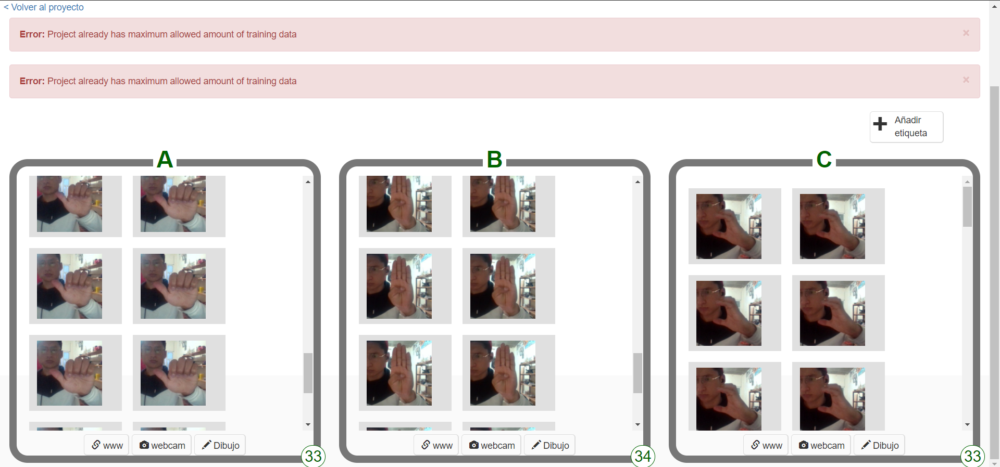 < Volver al proyecto
Error: Project already has maximum allowed amount of training data
×
Error: Project already has maximum allowed amount of training data
×
Añadir
etiqueta
A
B
C
www webcam Dibujo
33
www webcam Dibujo
34
www webcam Dibujo
33